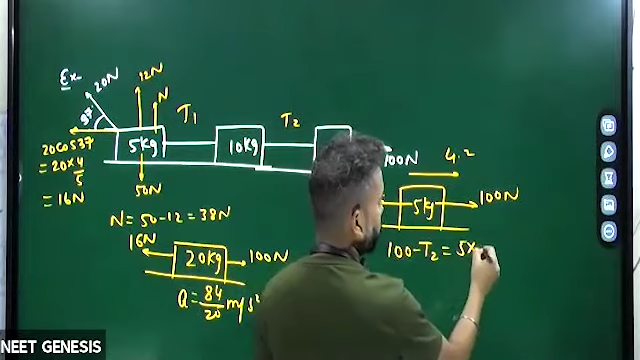 Ex
20N
12N
N
37
T1
T2
5Kg
10Kg
100N
20cos37
= 20×4/5
= 16N
50N
4.2
5kg
100N
N = 50-12 = 38N
16N
20Kg
100N
100-T2 = 5×
a = 84/20 m/s²
NEET GENESIS